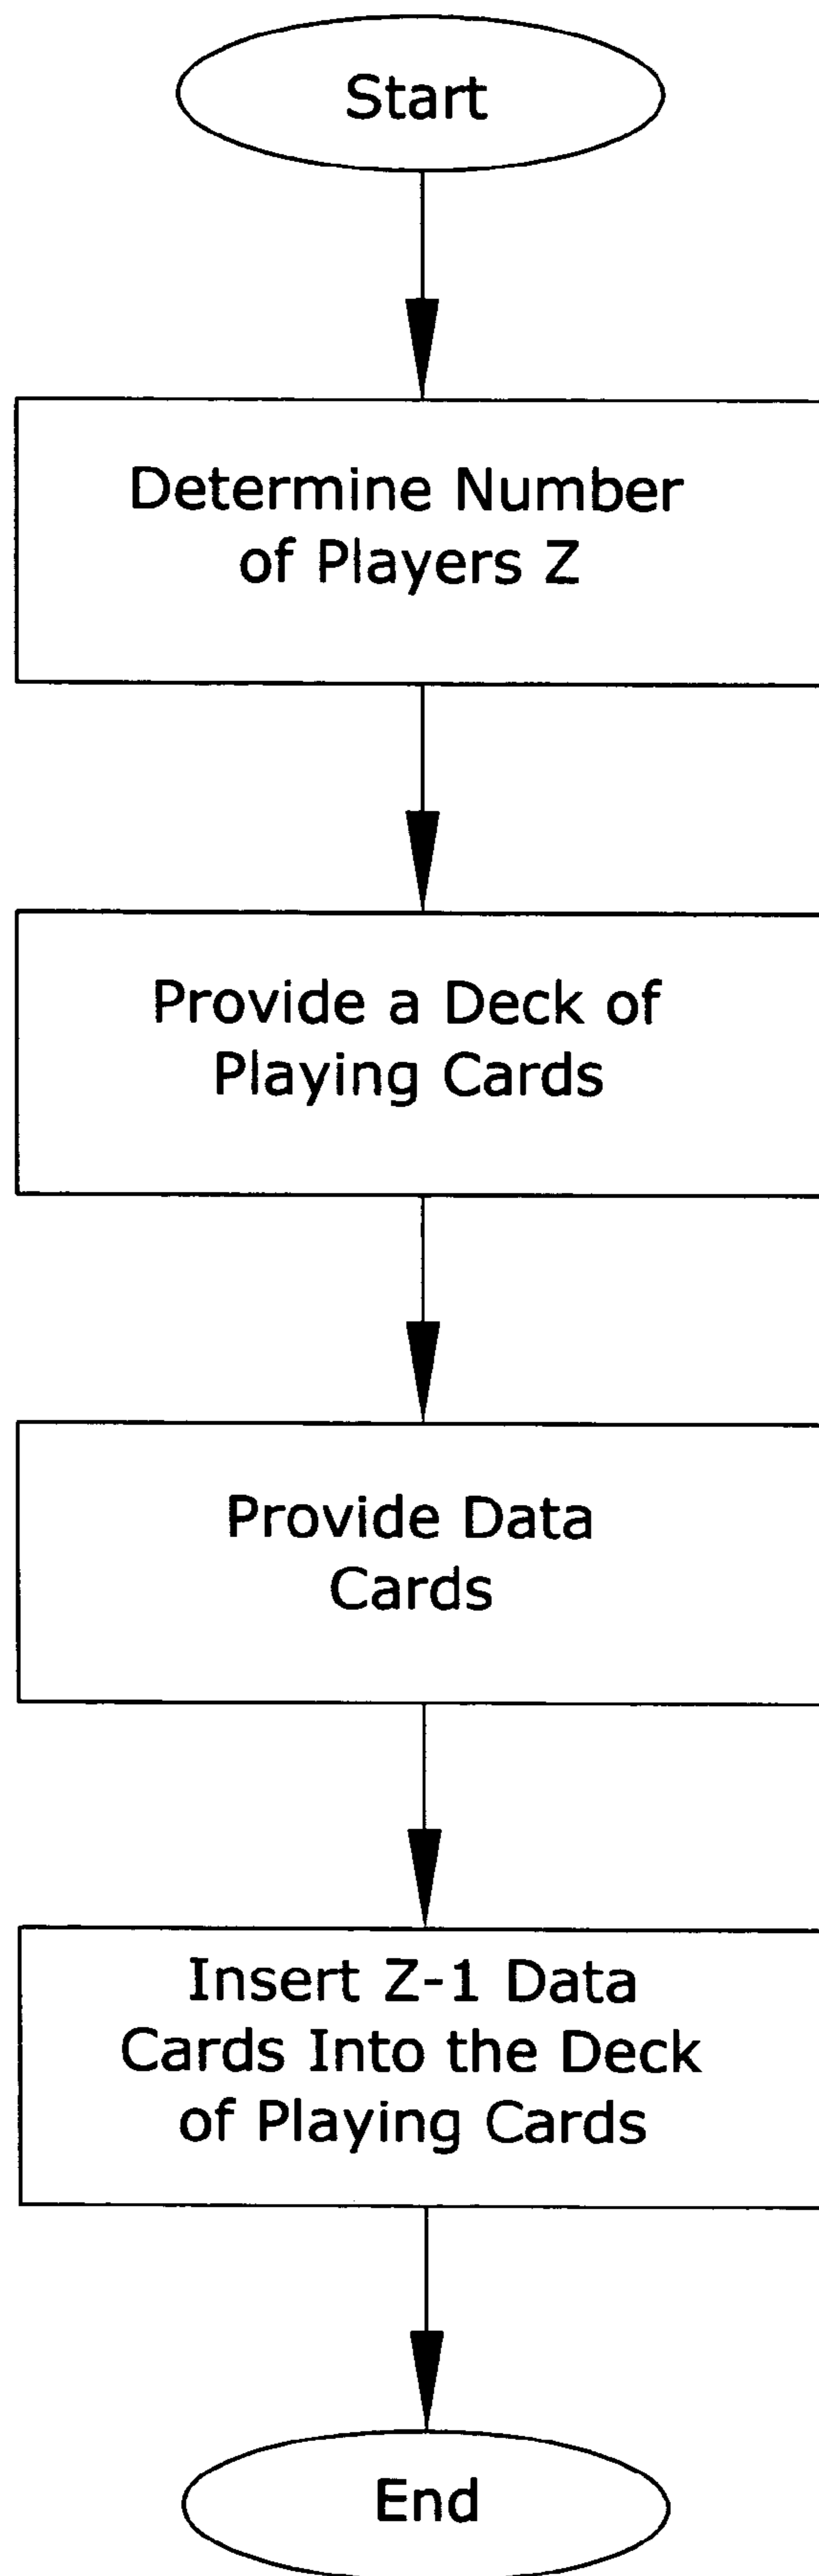 Start
Determine Number
of Players Z
Provide a Deck of
Playing Cards
Provide Data
Cards
Insert Z-1 Data
Cards Into the Deck
of Playing Cards
End